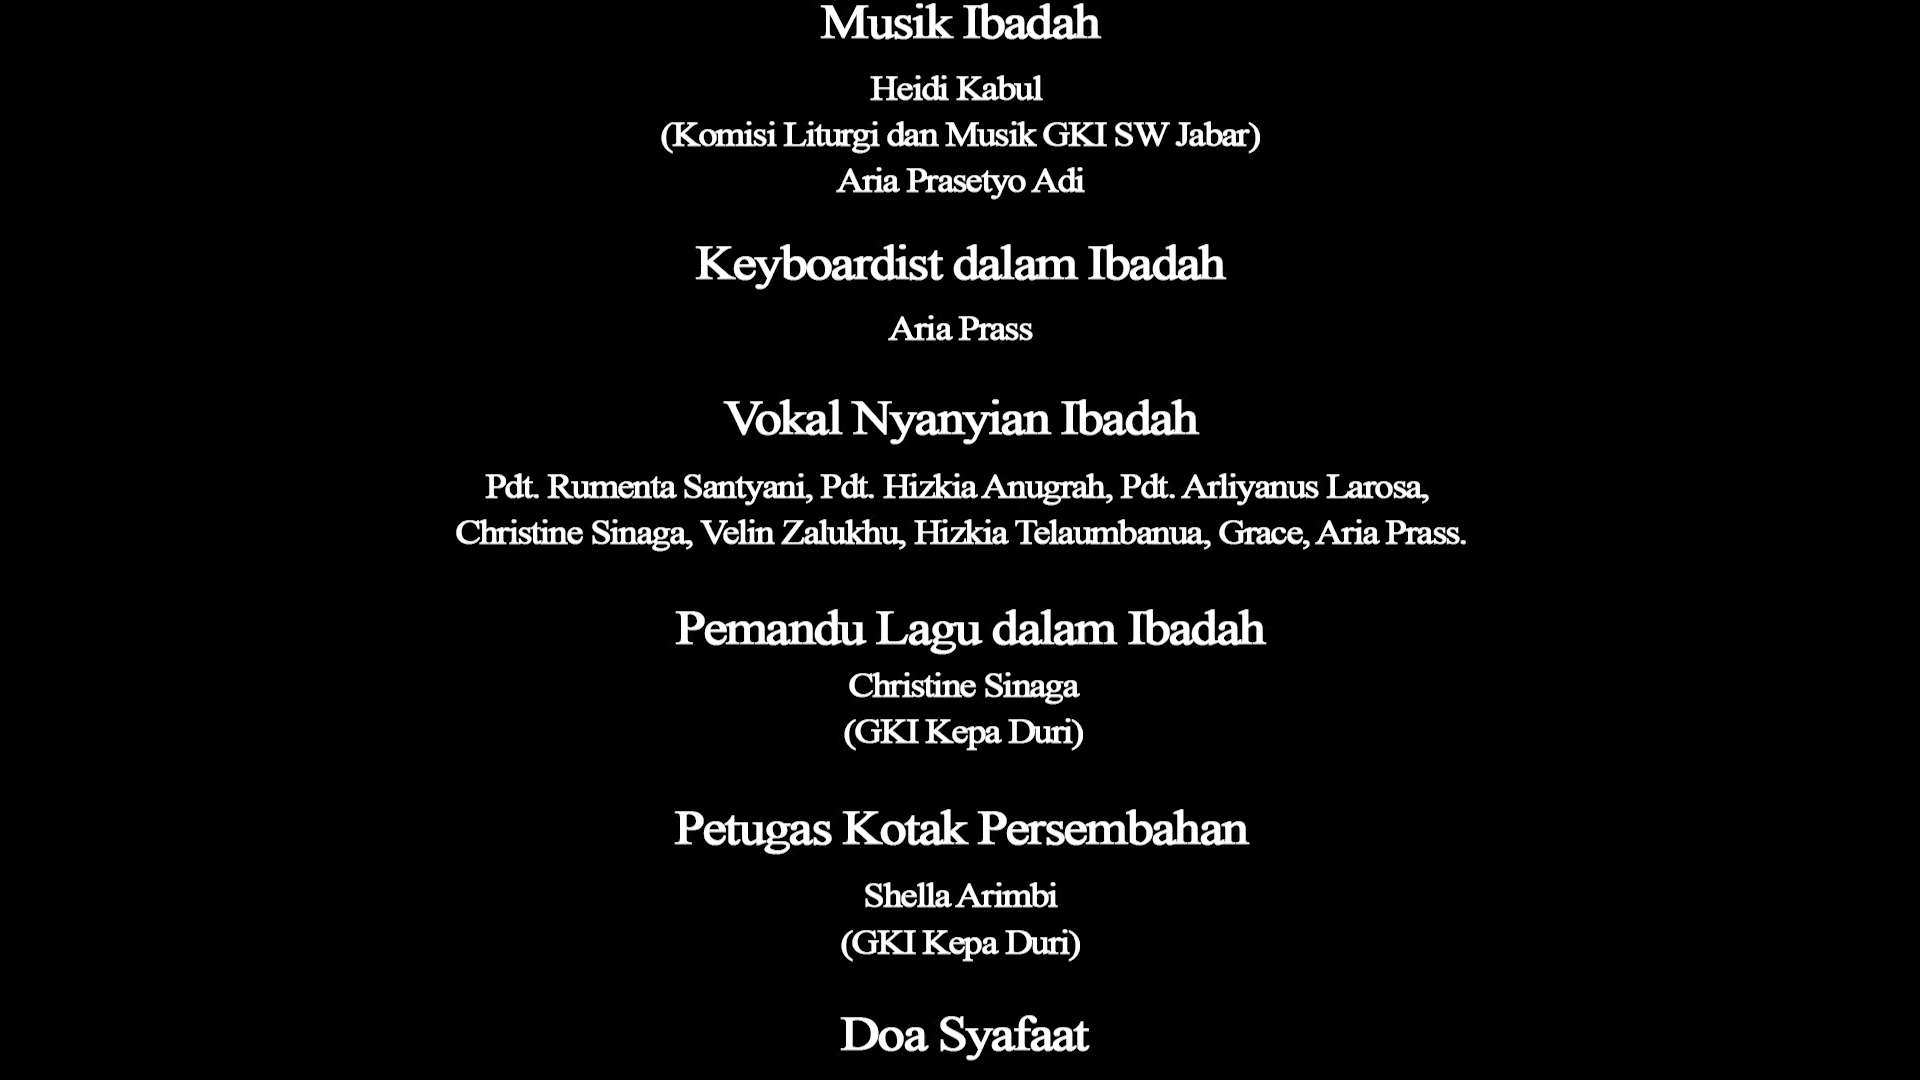 Musik Ibadah
Heidi Kabul
(Komisi Liturgi dan Musik GKI SW Jabar)
Aria Prasetyo Adi
Keyboardist dalam Ibadah
Aria Prass
Vokal Nyanyian Ibadah
Pdt. Rumenta Santyani, Pdt. Hizkia Anugrah, Pdt. Arliyanus Larosa,
Christine Sinaga, Velin Zalukhu, Hizkia Telaumbanua, Grace, Aria Prass.
Pemandu Lagu dalam Ibadah
Christine Sinaga
(GKI Kepa Duri)
Petugas Kotak Persembahan
Shella Arimbi
(GKI Kepa Duri)
Doa Syafaat